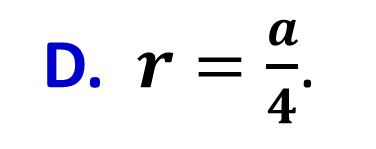 D. r = a/4.